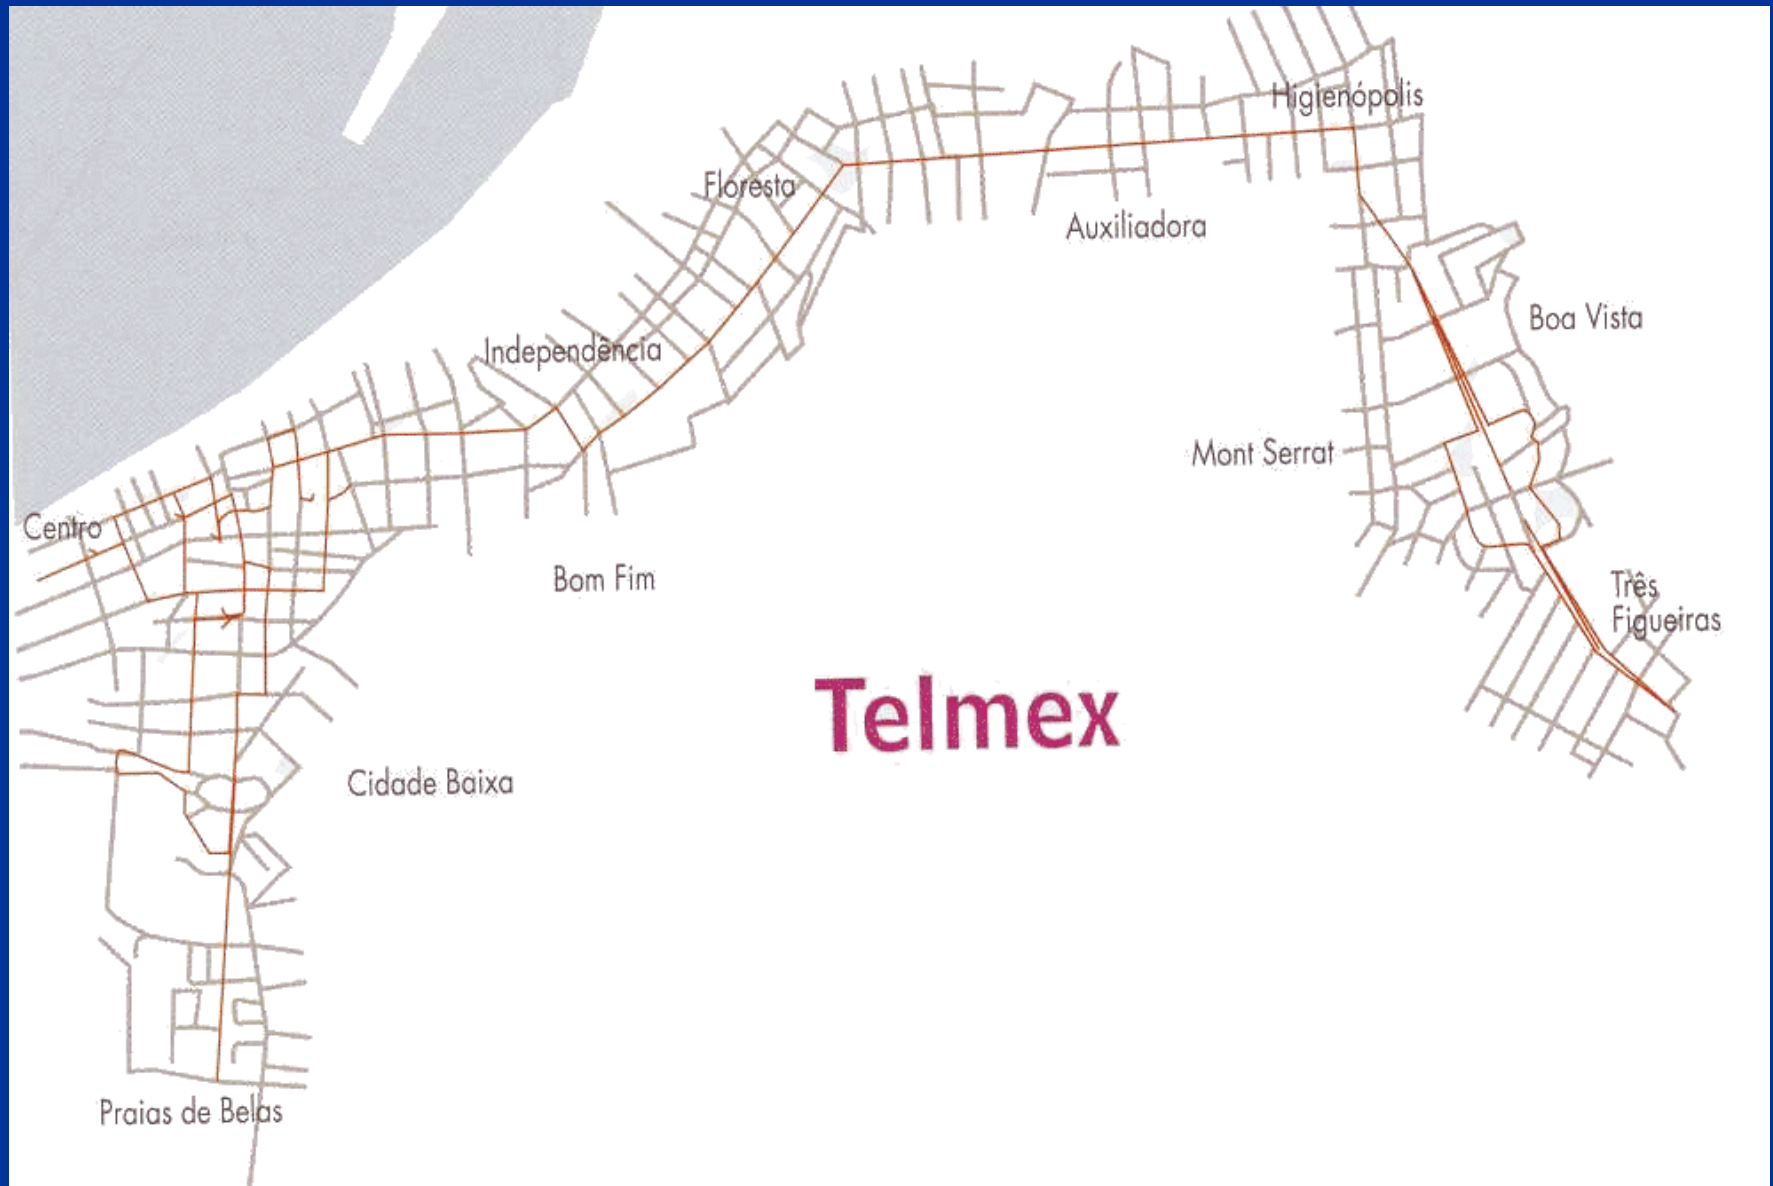 Higienópolis
Floresta
Auxiliadora
Boa Vista
Independência
Mont Serrat
Centro
Bom Fim
Três
Figueiras
Telmex
Cidade Baixa
Praias de Belas